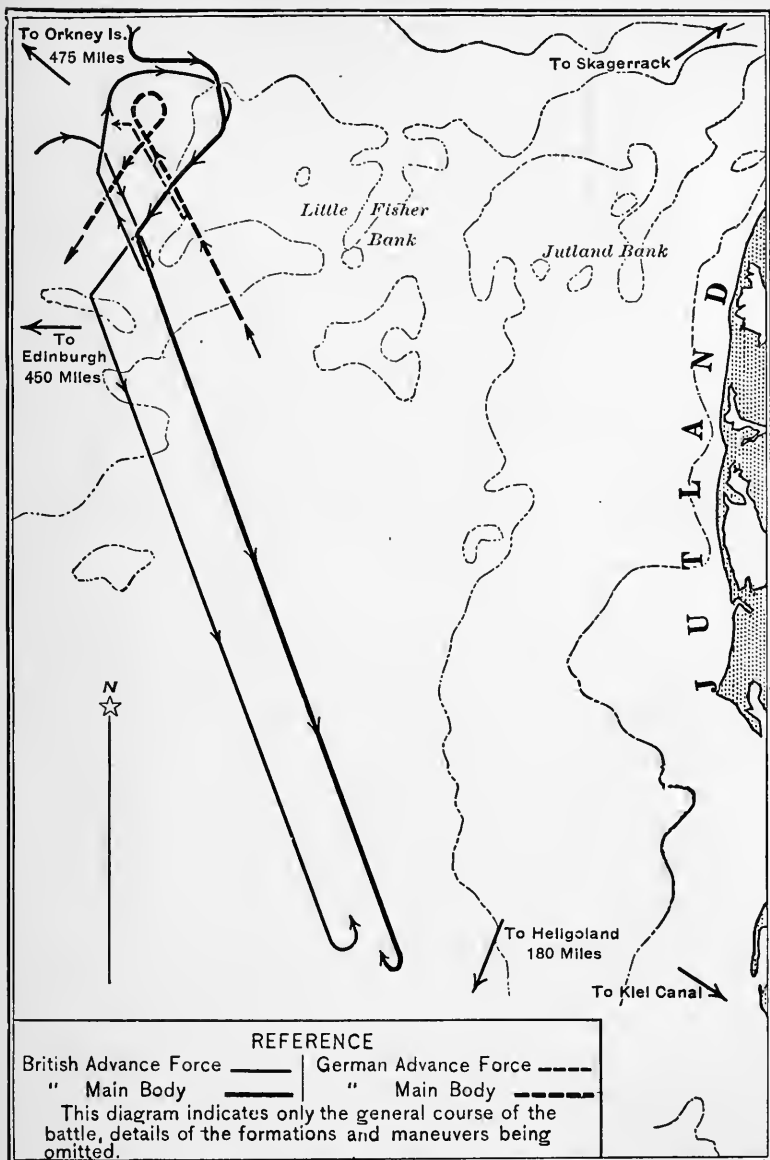 To Orkney Is.
475 Miles
To Skagerrack
Little Fisher
Bank
Jutland Bank
To
Edinburgh
450 Miles
JUTLAND
N
To Heligoland
180 Miles
To Kiel Canal
REFERENCE
British Advance Force
" Main Body
German Advance Force
" Main Body
This diagram indicates only the general course of the
battle, details of the formations and maneuvers being
omitted.